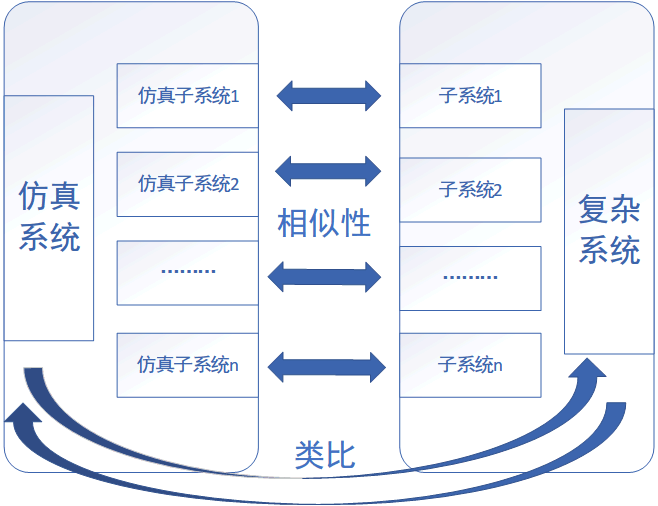 仿真子系统1
子系统1
仿真
系统
仿真子系统2
子系统2
相似性
复杂
系统
………
………
仿真子系统n
子系统n
类比